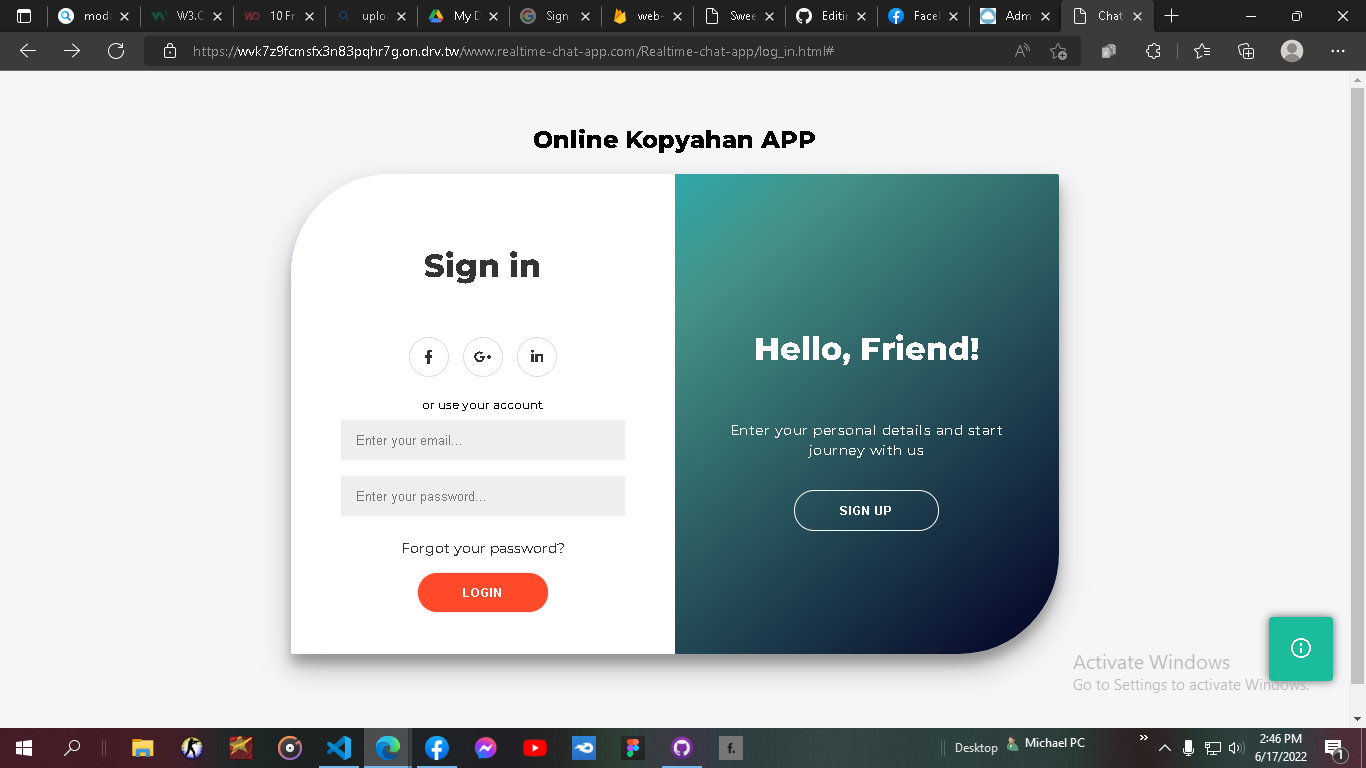 mod
W3.C
10 Fr
uplo
My D
Sign
web-
Swee
Editi
Facel
Adm
Chat
https://wvk7z9fcmsfx3n83pqhr7g.on.drv.tw/www.realtime-chat-app.com/Realtime-chat-app/log_in.html#
Online Kopyahan APP
Sign in
or use your account
Enter your email...
Enter your password...
Forgot your password?
LOGIN
Hello, Friend!
Enter your personal details and start
journey with us
SIGN UP
Activate Windows
Go to Settings to activate Windows.
Desktop
Michael PC
2:46 PM
6/17/2022
1